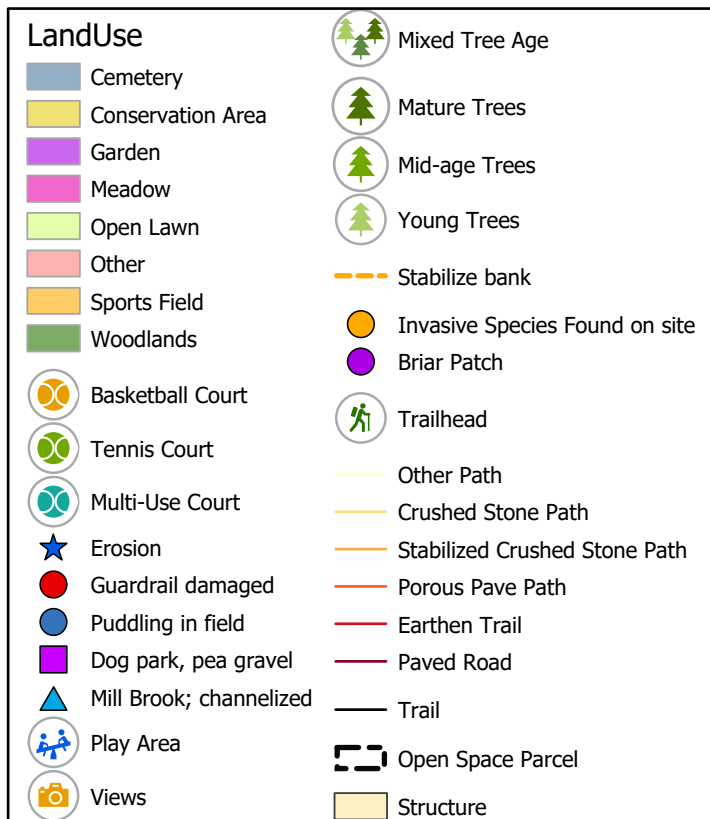 LandUse
Cemetery
Conservation Area
Garden
Meadow
Open Lawn
Other
Sports Field
Woodlands
Basketball Court
Tennis Court
Multi-Use Court
Erosion
Guardrail damaged
Puddling in field
Dog park, pea gravel
Mill Brook; channelized
Play Area
Views
Mixed Tree Age
Mature Trees
Mid-age Trees
Young Trees
Stabilize bank
Invasive Species Found on site
Briar Patch
Trailhead
Other Path
Crushed Stone Path
Stabilized Crushed Stone Path
Porous Pave Path
Earthen Trail
Paved Road
Trail
Open Space Parcel
Structure